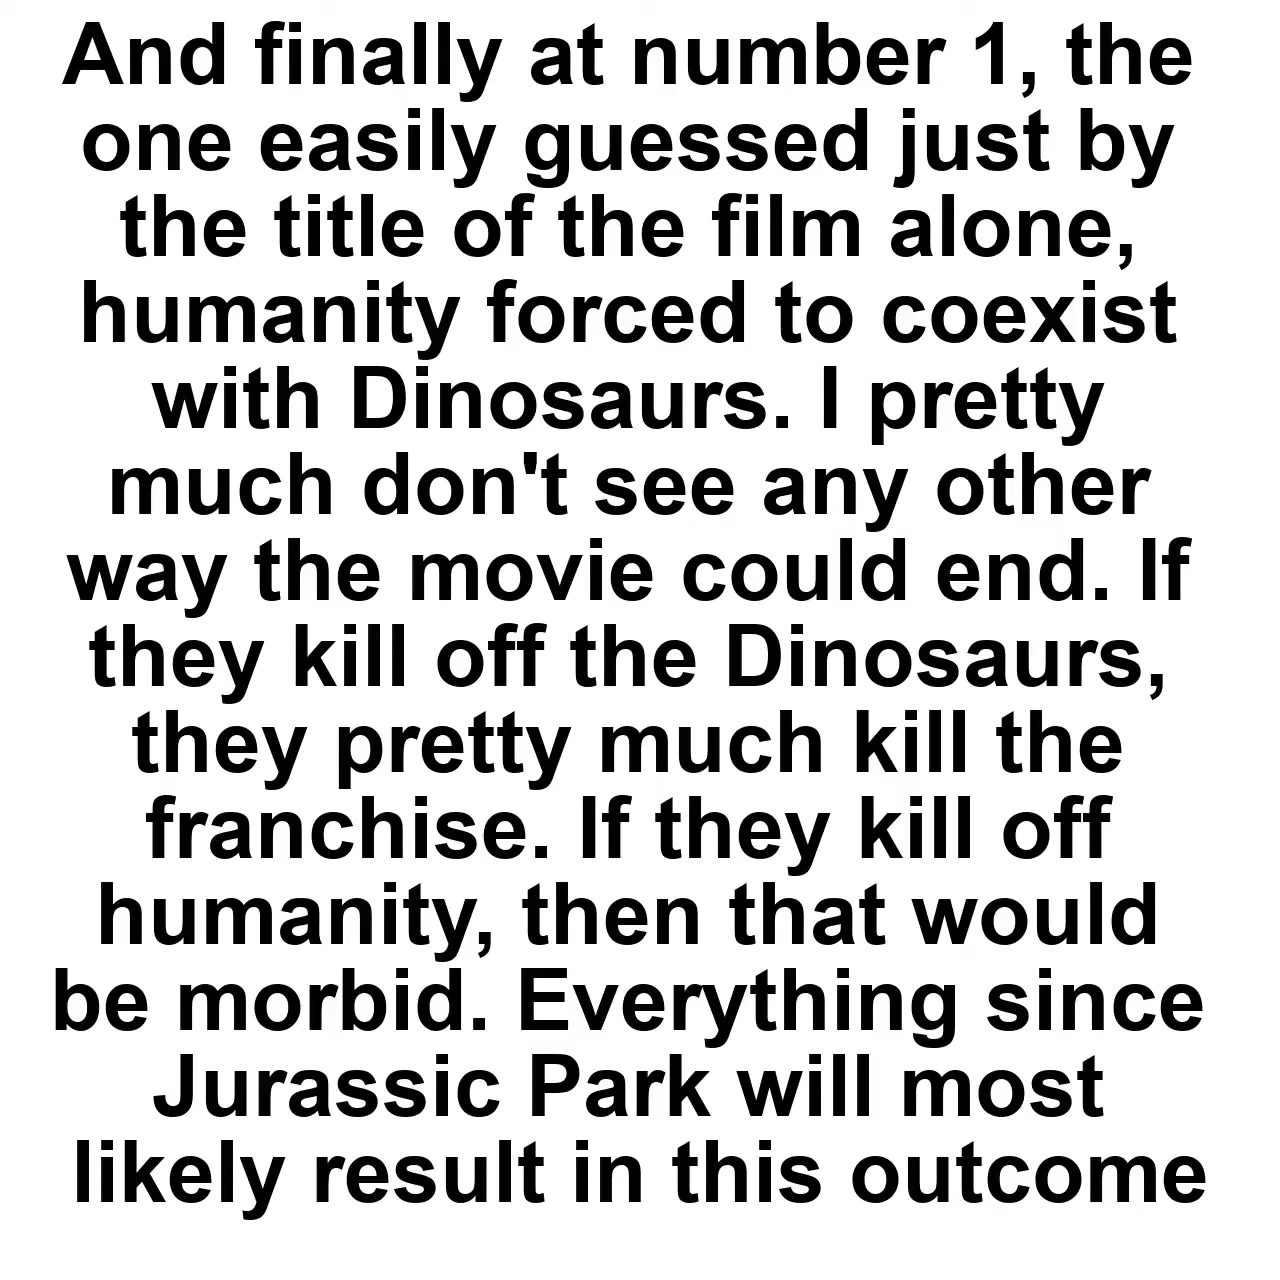 And finally at number 1, the
one easily guessed just by
the title of the film alone,
humanity forced to coexist
with Dinosaurs. I pretty
much don't see any other
way the movie could end. If
they kill off the Dinosaurs,
they pretty much kill the
franchise. If they kill off
humanity, then that would
be morbid. Everything since
Jurassic Park will most
likely result in this outcome